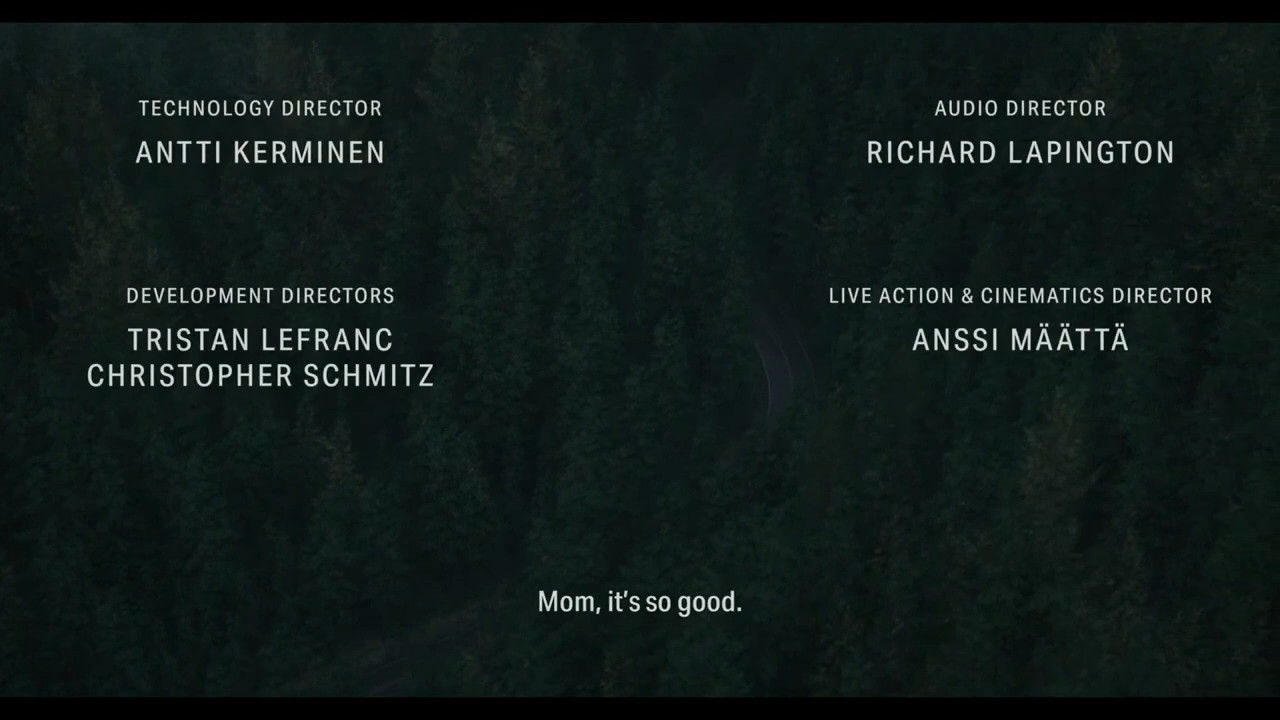 TECHNOLOGY DIRECTOR
ANTTI KERMINEN
AUDIO DIRECTOR
RICHARD LAPINGTON
DEVELOPMENT DIRECTORS
TRISTAN LEFRANC
CHRISTOPHER SCHMITZ
LIVE ACTION & CINEMATICS DIRECTOR
ANSSI MÄÄTTÄ
Mom, it's so good.